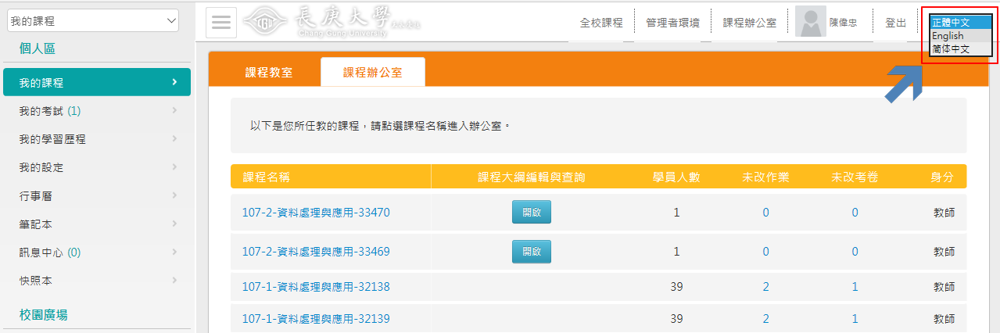 我的課程
個人區
我的課程
我的考試 (1)
我的學習歷程
我的設定
行事曆
筆記本
訊息中心 (0)
快照本
校園廣場
長庚大學
Chang Gung University
全校課程
管理者環境
課程辦公室
陳偉忠
登出
正體中文
English
简体中文
課程教室
課程辦公室
以下是您所任教的課程，請點選課程名稱進入辦公室。
課程名稱 課程大綱編輯與查詢 學員人數 未改作業 未改考卷 身分
107-2-資料處理與應用-33470 開啟 1 0 0 教師
107-2-資料處理與應用-33469 開啟 1 0 0 教師
107-1-資料處理與應用-32138 39 2 1 教師
107-1-資料處理與應用-32139 39 2 1 教師